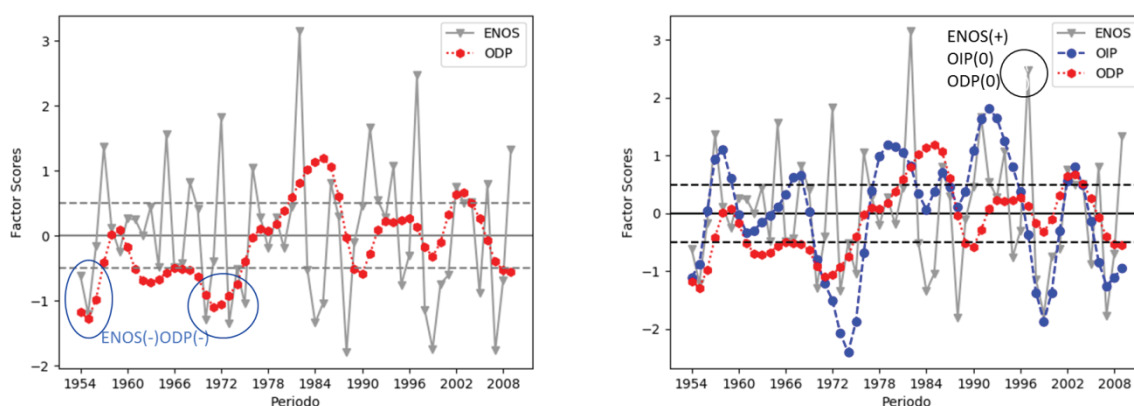 ENOS
ODP
3
2
1
0
−1
−2
Factor Scores
ENOS(-)ODP(-)
1954 1960 1966 1972 1978 1984 1990 1996 2002 2008
Periodo
ENOS(+)
OIP(0)
ODP(0)
ENOS
OIP
ODP
3
2
1
0
−1
−2
Factor Scores
1954 1960 1966 1972 1978 1984 1990 1996 2002 2008
Periodo